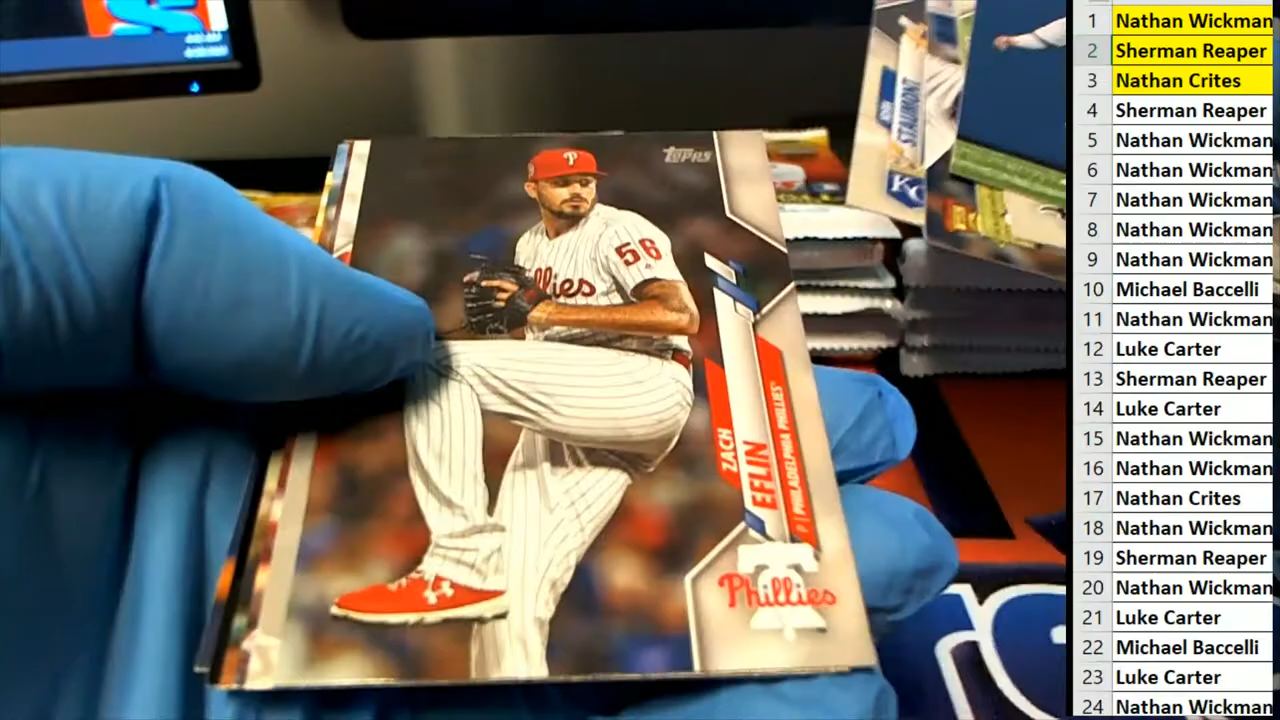 TOPPS
56
Phillies
ZACH
EFLIN
P | PHILADELPHIA PHILLIES
Phillies
STAUMONT
KC
1 Nathan Wickman
2 Sherman Reaper
3 Nathan Crites
4 Sherman Reaper
5 Nathan Wickman
6 Nathan Wickman
7 Nathan Wickman
8 Nathan Wickman
9 Nathan Wickman
10 Michael Baccelli
11 Nathan Wickman
12 Luke Carter
13 Sherman Reaper
14 Luke Carter
15 Nathan Wickman
16 Nathan Wickman
17 Nathan Crites
18 Nathan Wickman
19 Sherman Reaper
20 Nathan Wickman
21 Luke Carter
22 Michael Baccelli
23 Luke Carter
24 Nathan Wickman